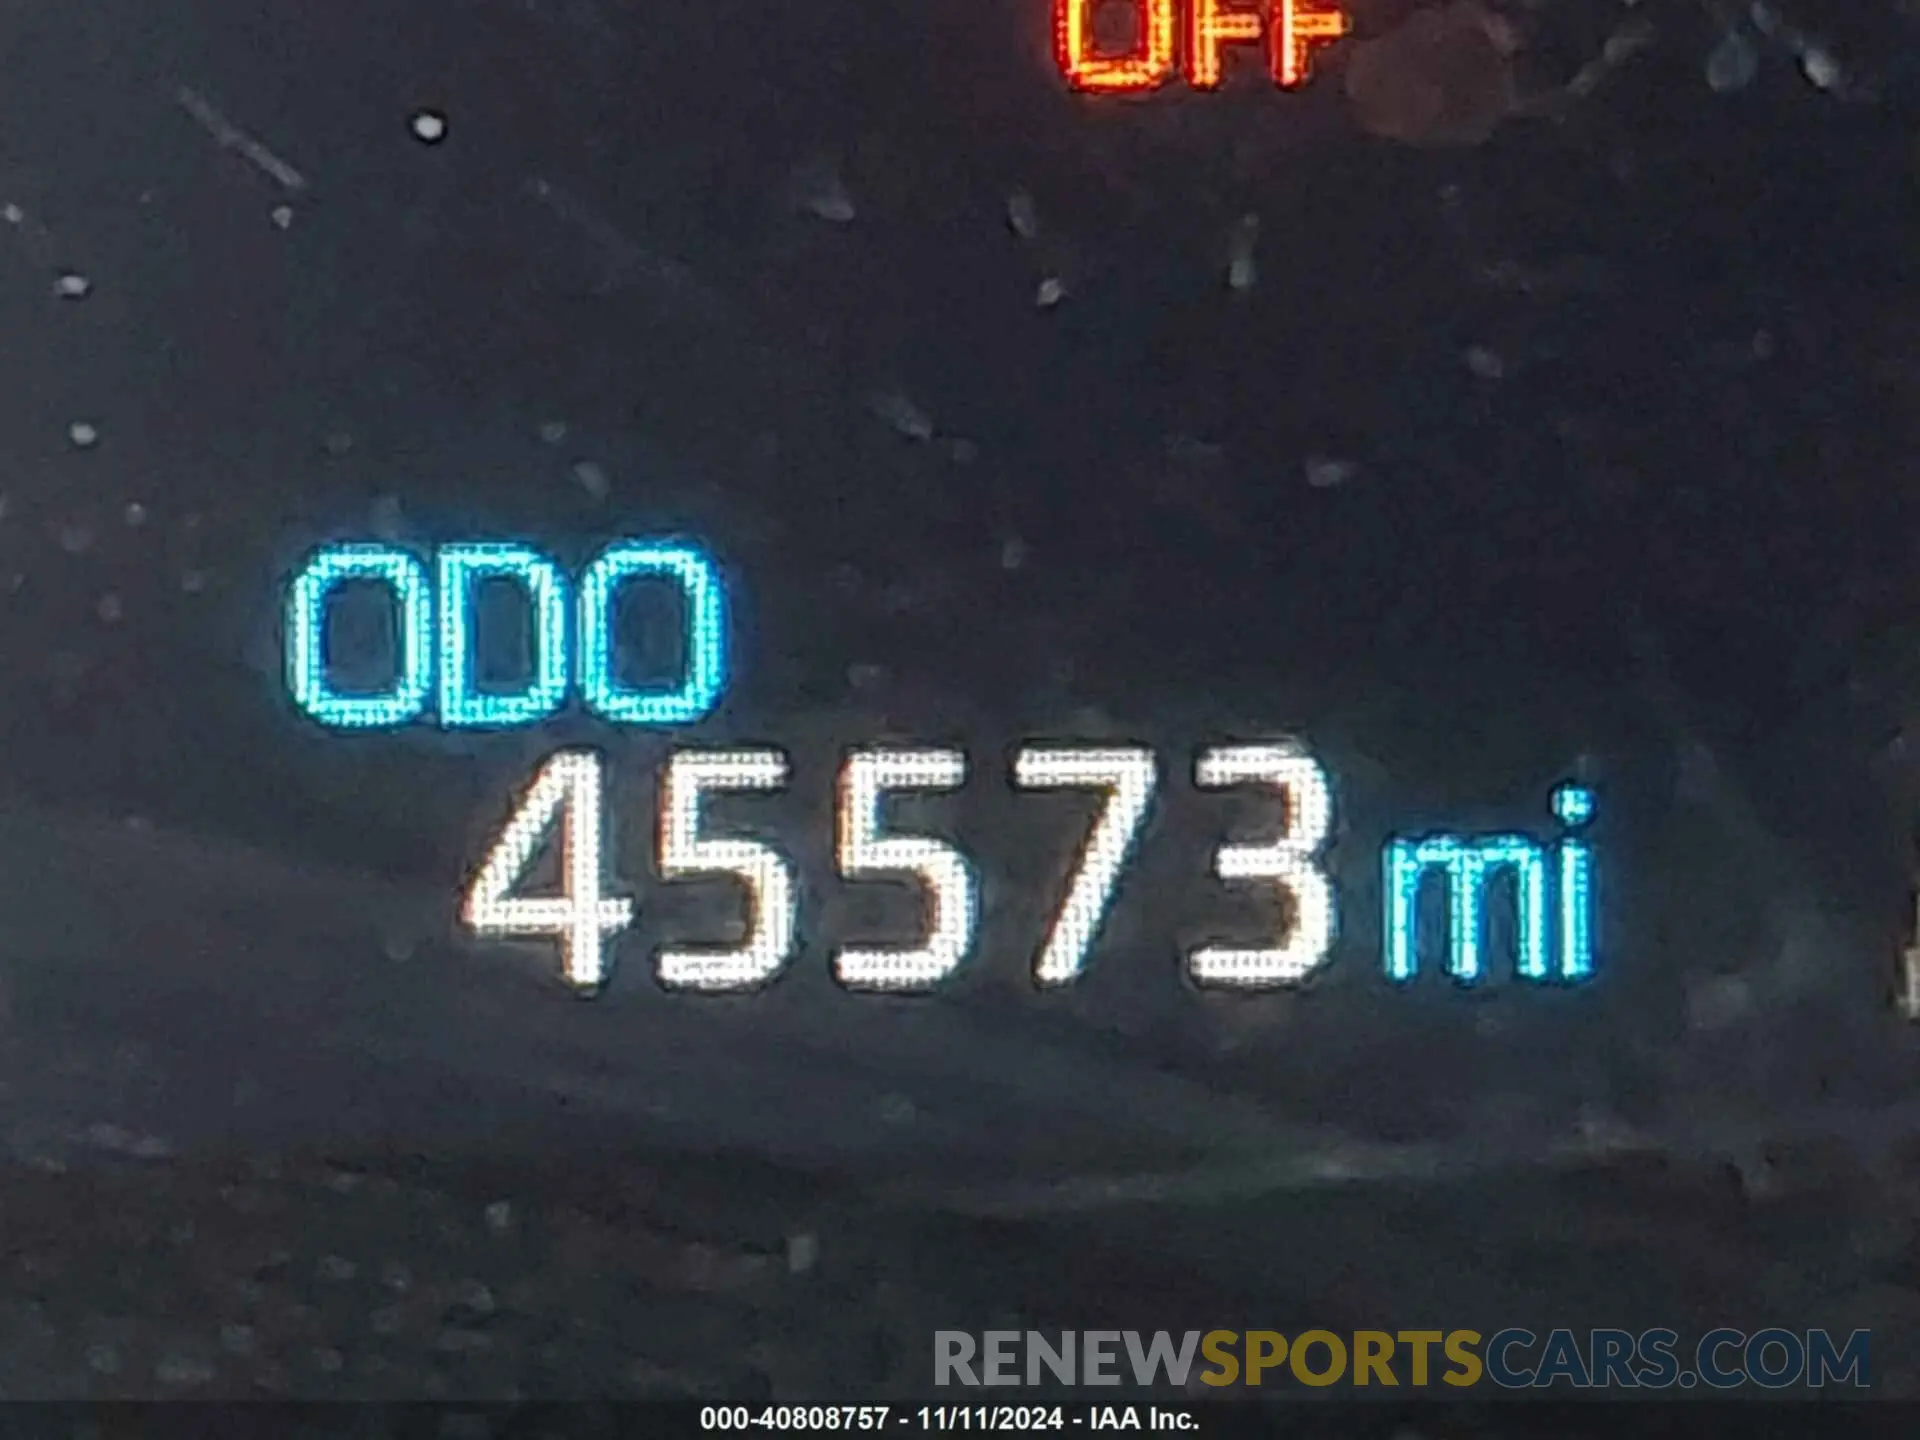 OFF
ODO
45573 mi
RENEWSPORTSCARS.COM
000-40808757 - 11/11/2024 - IAA Inc.